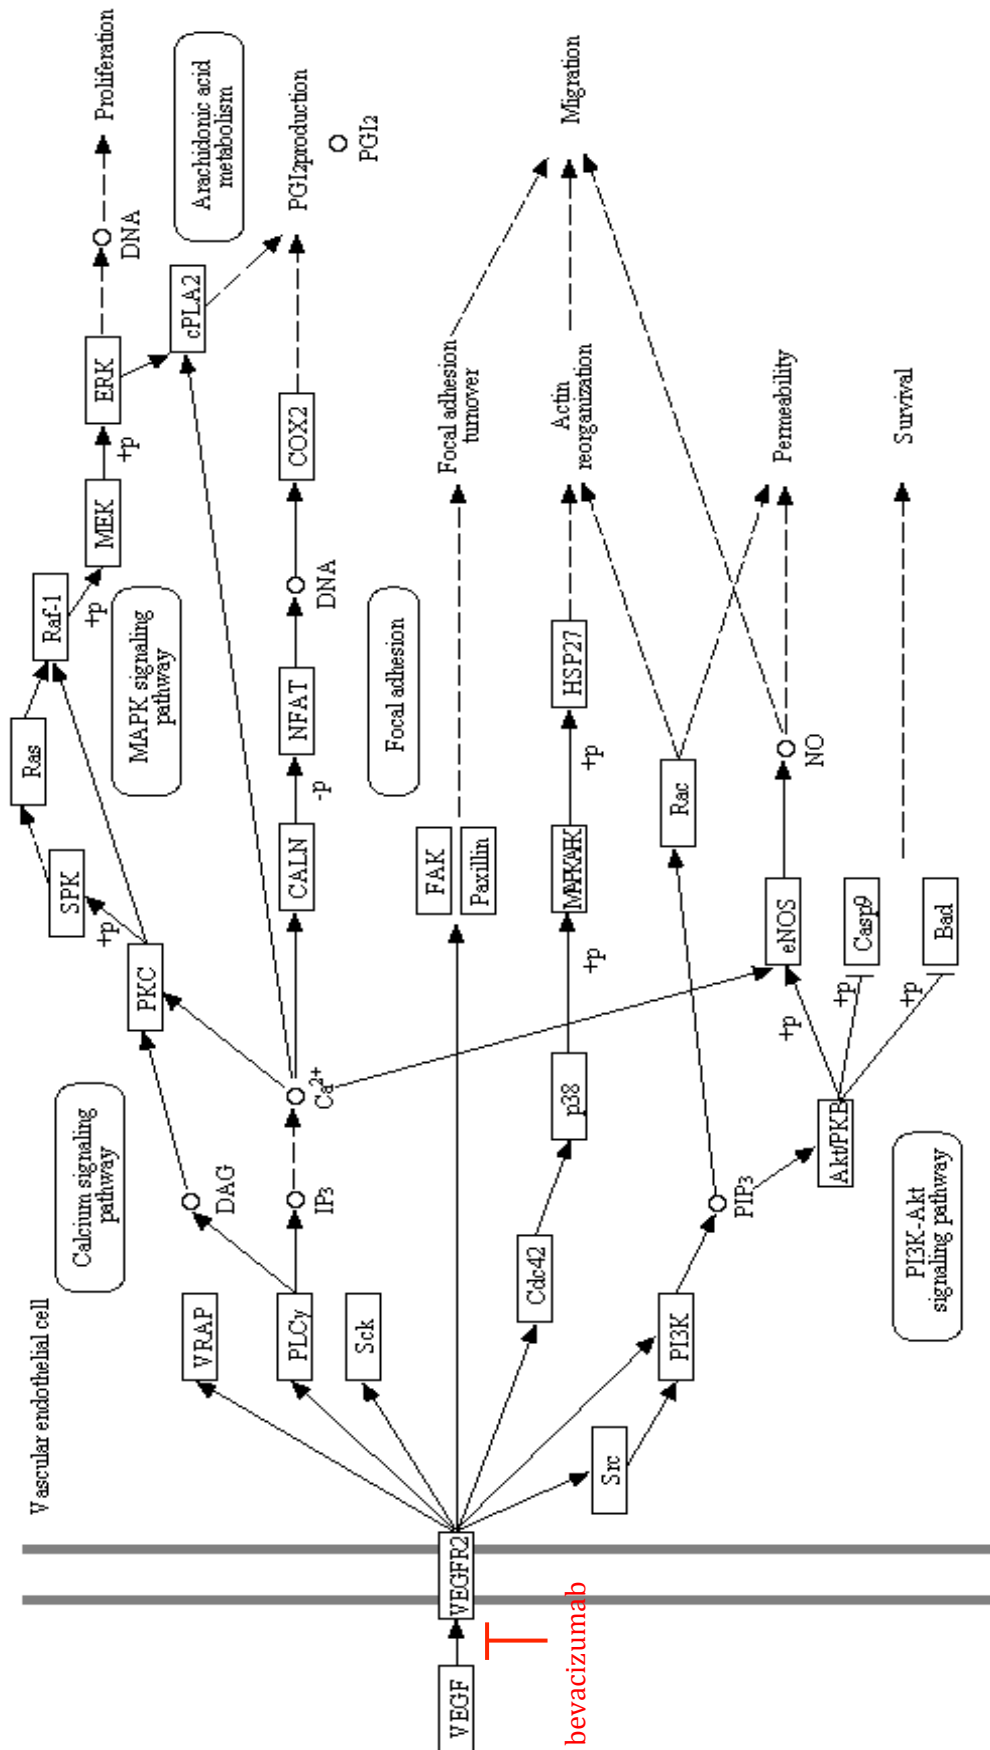 Vascular endothelial cell
VEGF
bevacizumab
VEGFR2
VRAP
PLCγ
Sck
Src
Cdc42
PI3K
Calcium signaling
pathway
DAG
IP3
Ca2+
PKC
+p
SPK
Ras
Raf-1
+p
MEK
+p
ERK
DNA
Proliferation
MAPK signaling
pathway
cPLA2
Arachidonic acid
metabolism
CALN
-p
NFAT
DNA
COX2
PGI2production
PGI2
Focal adhesion
FAK
Paxillin
Focal adhesion
turnover
p38
+p
MAPKAPK
+p
HSP27
Actin
reorganization
Migration
PIP3
Rac
Akt/PKB
+p
eNOS
NO
Permeability
+p
Casp9
+p
Bad
Survival
PI3K-Akt
signaling pathway